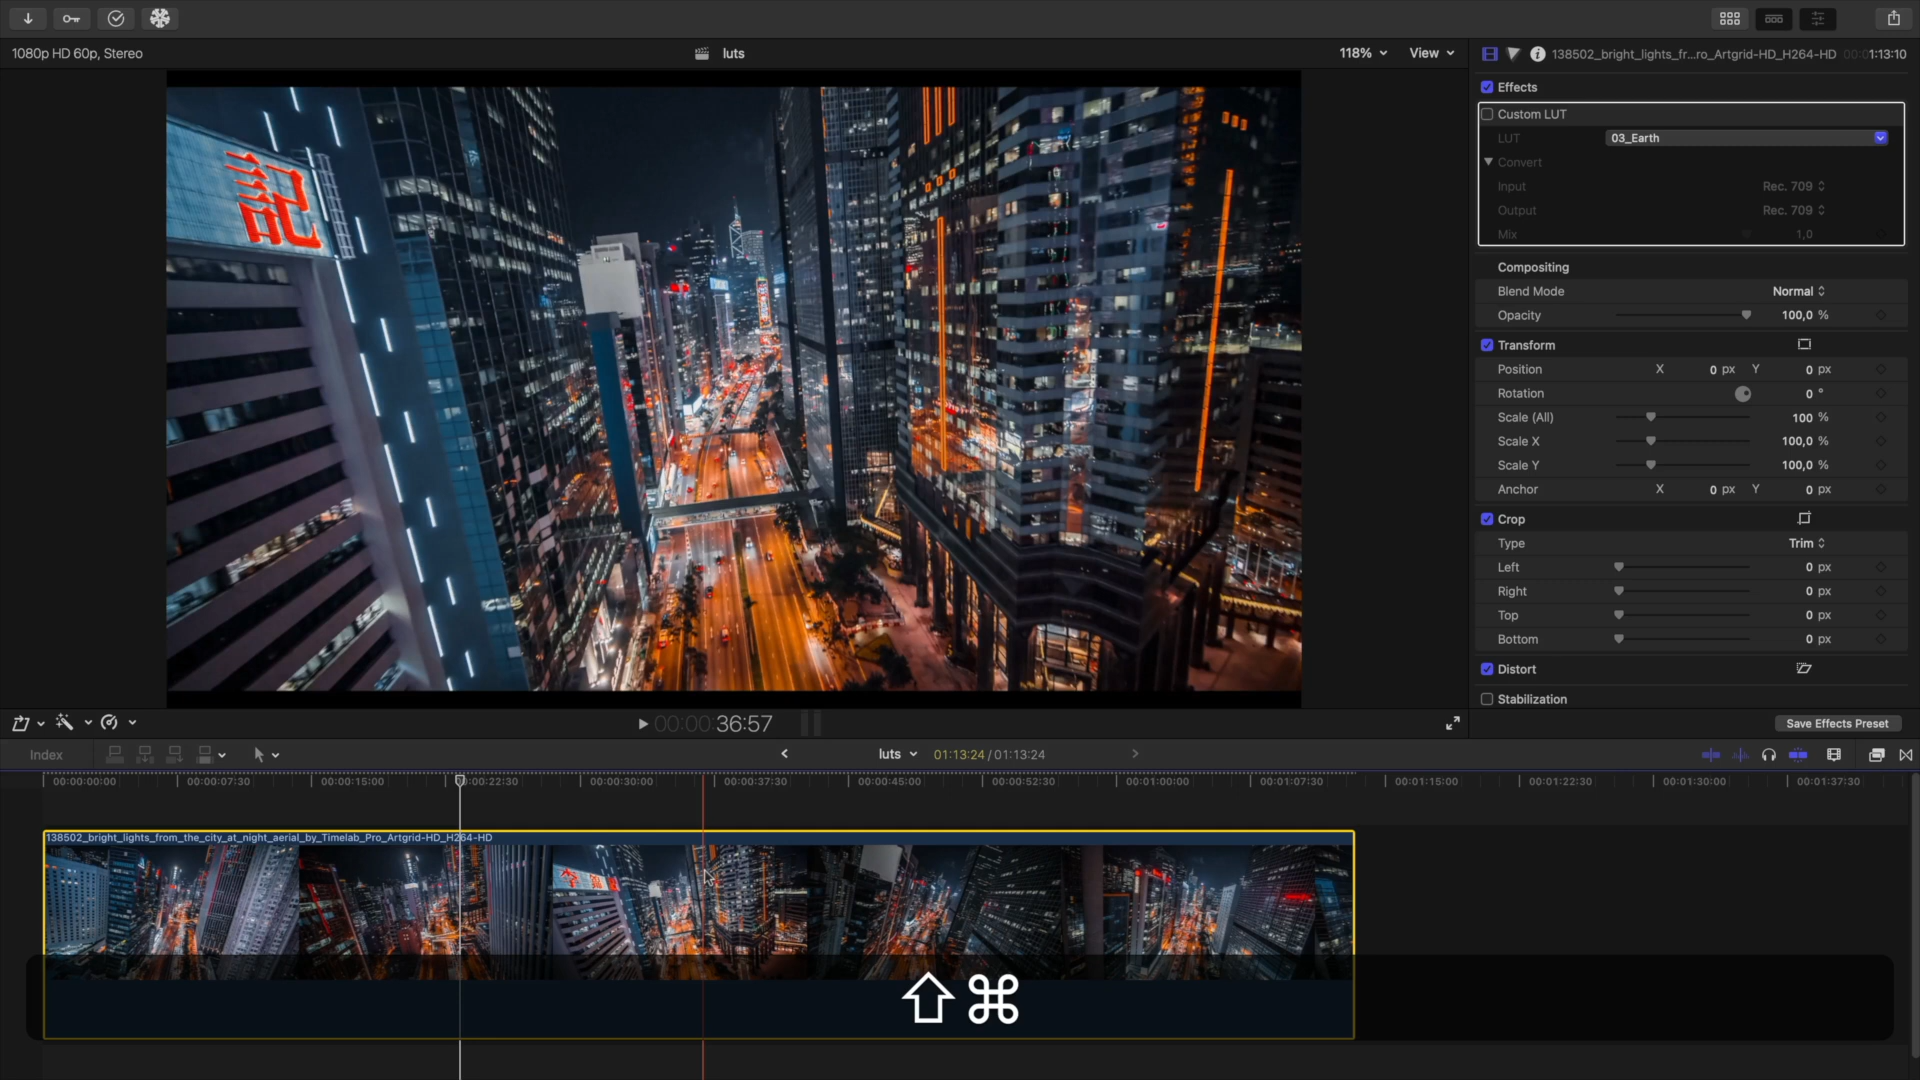 1080p HD 60p, Stereo
luts
118%
View
138502_bright_lights_fr...ro_Artgrid-HD_H264-HD
00:01:13:10
Effects
Custom LUT
LUT
03_Earth
Convert
Input
Rec. 709
Output
Rec. 709
Mix
1,0
Compositing
Blend Mode
Normal
Opacity
100,0 %
Transform
Position
X
0 px
Y
0 px
Rotation
0 °
Scale (All)
100 %
Scale X
100,0 %
Scale Y
100,0 %
Anchor
X
0 px
Y
0 px
Crop
Type
Trim
Left
0 px
Right
0 px
Top
0 px
Bottom
0 px
Distort
Stabilization
記
00:00:36:57
Save Effects Preset
Index
luts
01:13:24 / 01:13:24
00:00:00:00
00:00:07:30
00:00:15:00
00:00:22:30
00:00:30:00
00:00:37:30
00:00:45:00
00:00:52:30
00:01:00:00
00:01:07:30
00:01:15:00
00:01:22:30
00:01:30:00
00:01:37:30
138502_bright_lights_from_the_city_at_night_aerial_by_Timelab_Pro_Artgrid-HD_H264-HD
⇧⌘